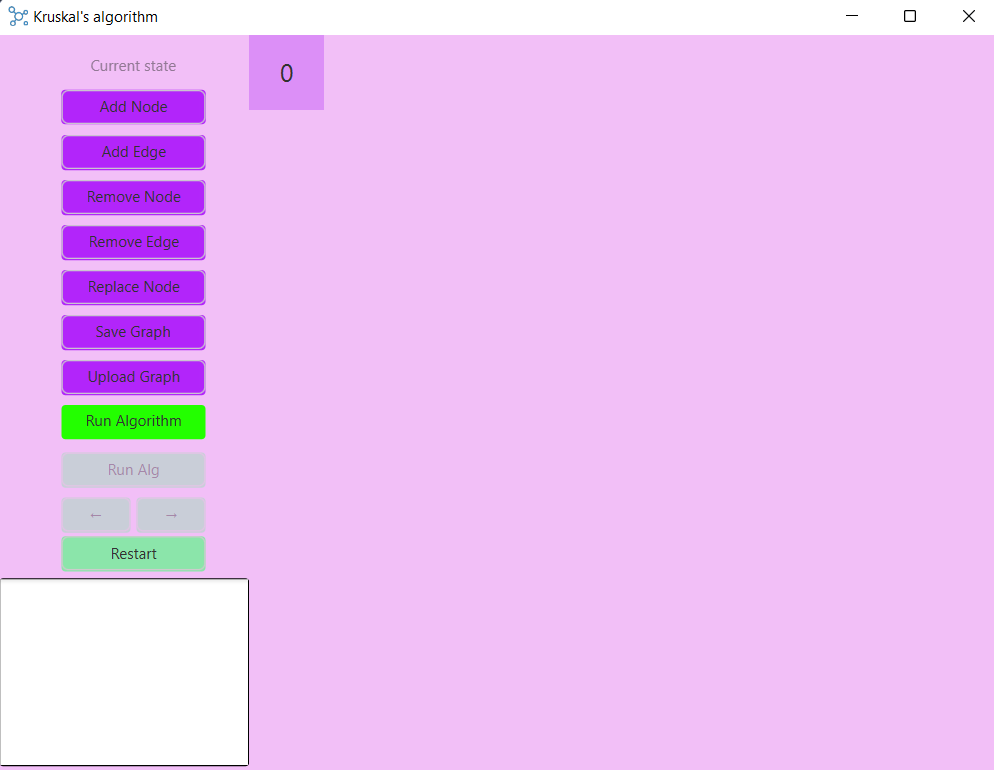 Kruskal's algorithm
Current state
0
Add Node
Add Edge
Remove Node
Remove Edge
Replace Node
Save Graph
Upload Graph
Run Algorithm
Run Alg
← →
Restart